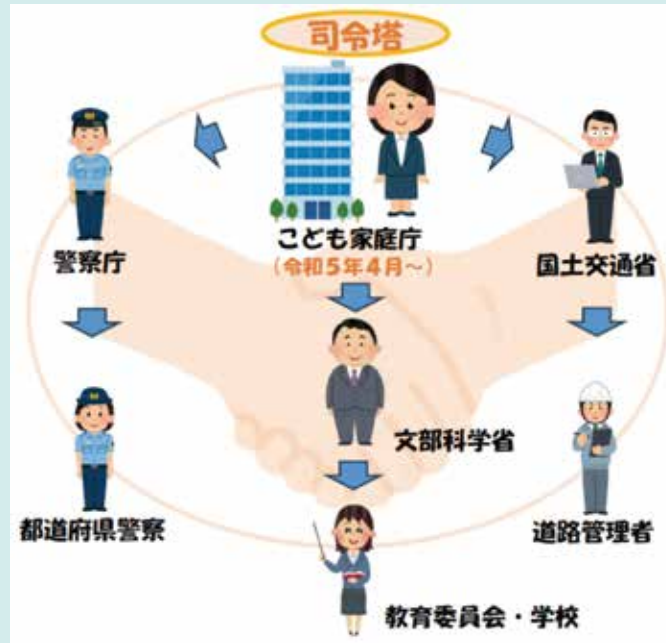 司令塔
こども家庭庁
(令和5年4月~)
警察庁
国土交通省
文部科学省
都道府県警察
道路管理者
教育委員会・学校